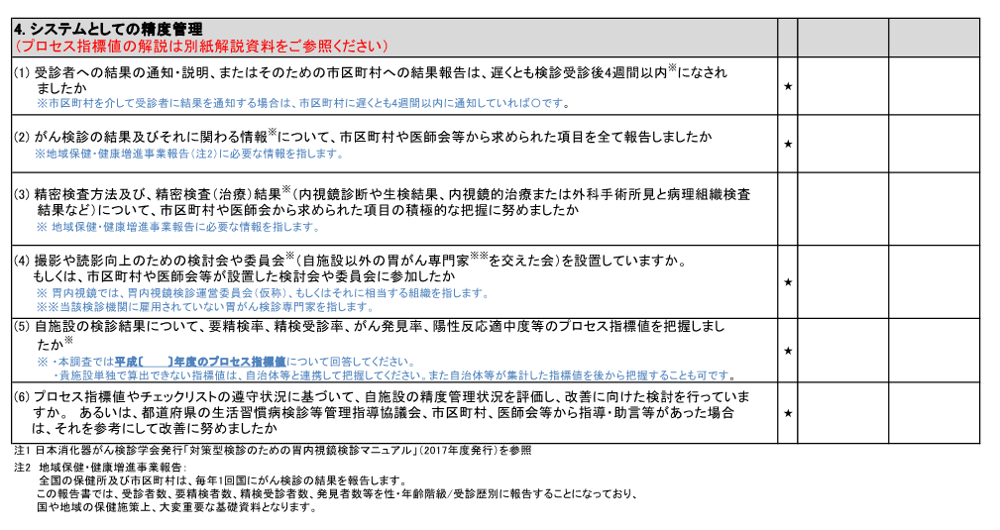 4. システムとしての精度管理
（プロセス指標値の解説は別紙解説資料をご参照ください）
(1) 受診者への結果の通知・説明、またはそのための市区町村への結果報告は、遅くとも検診受診後4週間以内※になされ
ましたか
※市区町村を介して受診者に結果を通知する場合は、市区町村に遅くとも4週間以内に通知していれば〇です。
★
(2) がん検診の結果及びそれに関わる情報※について、市区町村や医師会等から求められた項目を全て報告しましたか
※地域保健・健康増進事業報告（注2）に必要な情報を指します。
★
(3) 精密検査方法及び、精密検査（治療）結果※（内視鏡診断や生検結果、内視鏡的治療または外科手術所見と病理組織検査
結果など）について、市区町村や医師会から求められた項目の積極的な把握に努めましたか
※ 地域保健・健康増進事業報告に必要な情報を指します。
(4) 撮影や読影向上のための検討会や委員会※（自施設以外の胃がん専門家※※を交えた会）を設置していますか。
もしくは、市区町村や医師会等が設置した検討会や委員会に参加したか
※ 胃内視鏡では、胃内視鏡検診運営委員会（仮称）、もしくはそれに相当する組織を指します。
※※当該検診機関に雇用されていない胃がん検診専門家を指します。
★
(5) 自施設の検診結果について、要精検率、精検受診率、がん発見率、陽性反応適中度等のプロセス指標値を把握しまし
たか※
※ ・本調査では平成〔　　〕年度のプロセス指標値について回答してください。
・貴施設単独で算出できない指標値は、自治体等と連携して把握してください。また自治体等が集計した指標値を後から把握することも可です。
★
(6) プロセス指標値やチェックリストの遵守状況に基づいて、自施設の精度管理状況を評価し、改善に向けた検討を行っていま
すか。 あるいは、都道府県の生活習慣病検診等管理指導協議会、市区町村、医師会等から指導・助言等があった場合
は、それを参考にして改善に努めましたか
★
注1 日本消化器がん検診学会発行「対策型検診のための胃内視鏡検診マニュアル」（2017年度発行）を参照
注2 地域保健・健康増進事業報告：
全国の保健所及び市区町村は、毎年1回国にがん検診の結果を報告します。
この報告書では、受診者数、要精検者数、精検受診者数、発見者数等を性・年齢階級/受診歴別に報告することになっており、
国や地域の保健施策上、大変重要な基礎資料となります。